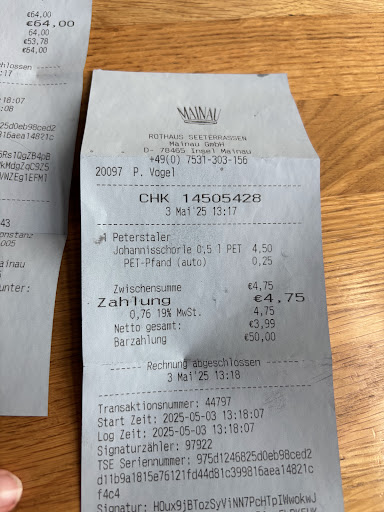 €64,00
€64,00
64,00
€53,78
€64,00
MAINAU
ROTHAUS SEETERRASSEN
Mainau GmbH
D- 78465 Insel Mainau
+49(0) 7531-303-156
20097 P. Vogel
CHK 14505428
3 Mai'25 13:17
1 Peterstaler
Johannisschorle 0,5 l PET 4,50
PET-Pfand (auto) 0,25
Zwischensumme €4,75
Zahlung €4,75
0,76 19% MwSt. 4,75
Netto gesamt: €3,99
Barzahlung €50,00
Rechnung abgeschlossen
3 Mai'25 13:18
Transaktionsnummer: 44797
Start Zeit: 2025-05-03 13:18:07
Log Zeit: 2025-05-03 13:18:07
Signaturzähler: 97922
TSE Seriennummer: 975d1246825d0eb98ced2
d11b9a1815e76121fd44d81c399816aea14821c
f4c4
Signatur: HOux9jBTozSyViNN7PcHTpIWwokwJ